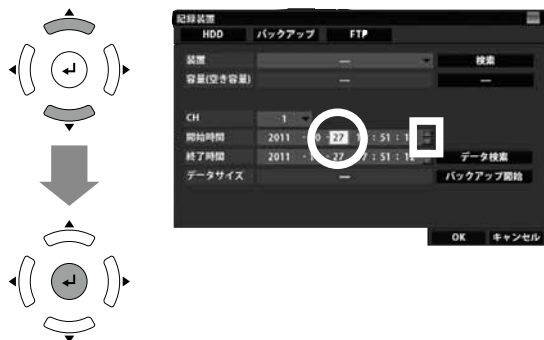 記録装置
HDD バックアップ FTP
装置 — 検索
容量(空き容量) — —
CH 1
開始時間 2011 - 27 : 51 :
終了時間 2011 - 27 : 51 :
データサイズ — データ検索
バックアップ開始
OK キャンセル